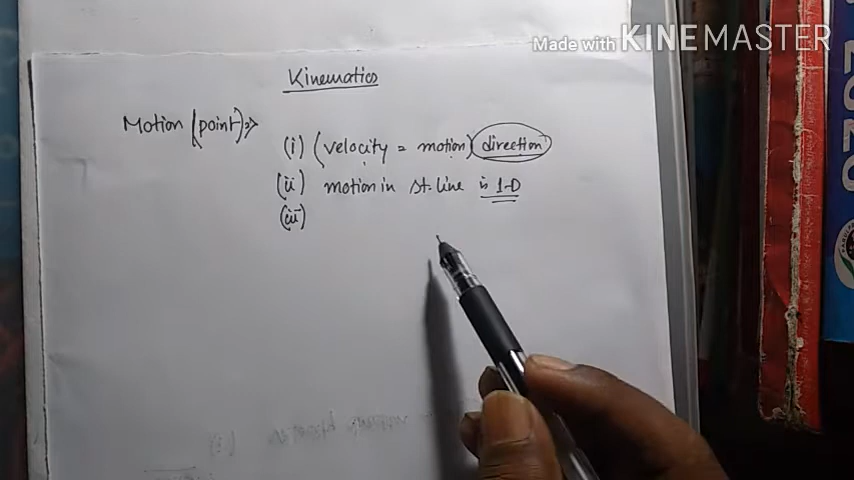 Made with KINEMASTER
Kinematics
Motion (point) :⇒
(i) (velocity = motion) direction
(ii) motion in st. line is 1-D
(iii)